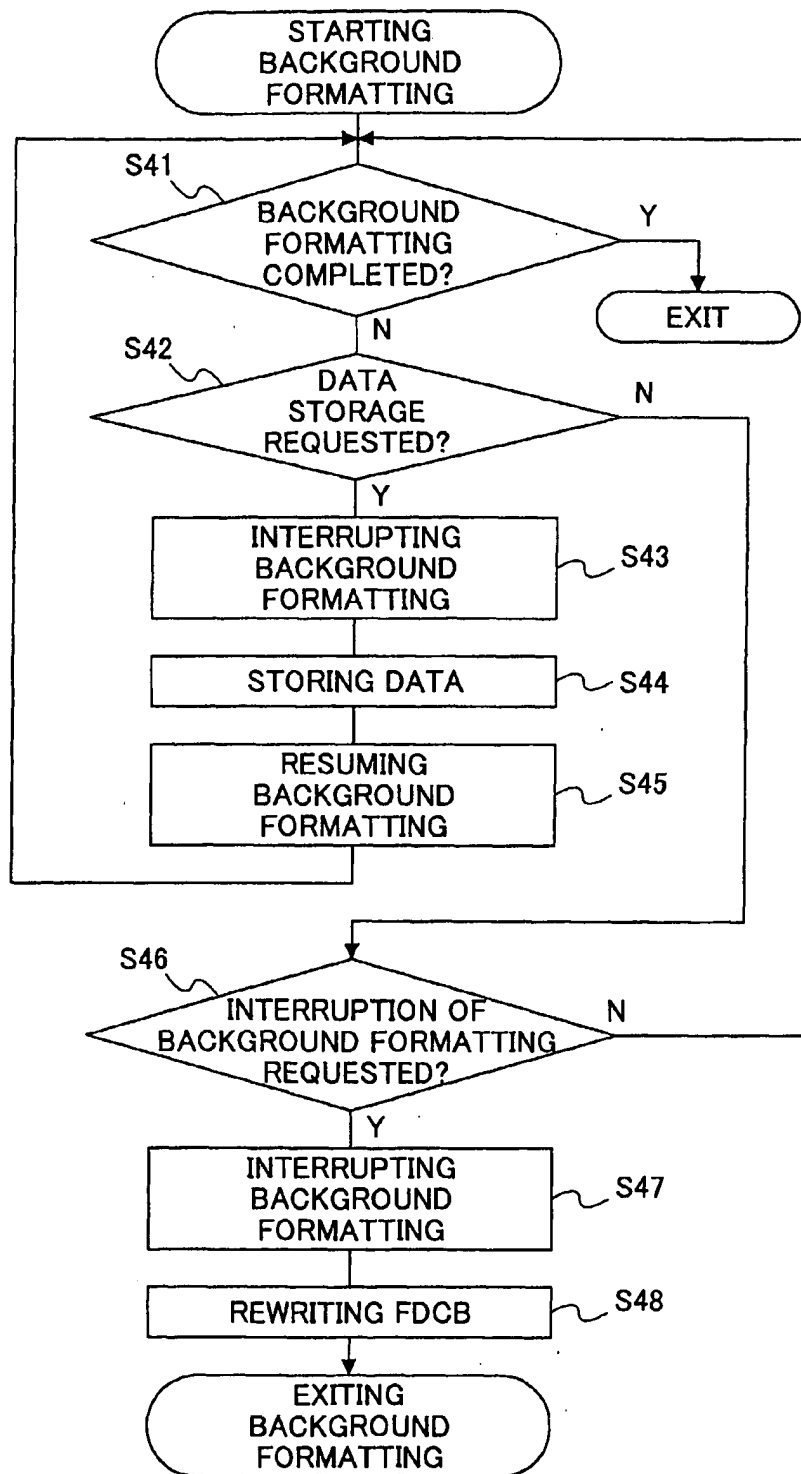 STARTING
BACKGROUND
FORMATTING
S41
BACKGROUND
FORMATTING
COMPLETED?
Y
EXIT
N
S42
DATA
STORAGE
REQUESTED?
N
Y
INTERRUPTING
BACKGROUND
FORMATTING
S43
STORING DATA
S44
RESUMING
BACKGROUND
FORMATTING
S45
S46
INTERRUPTION OF
BACKGROUND FORMATTING
REQUESTED?
N
Y
INTERRUPTING
BACKGROUND
FORMATTING
S47
REWRITING FDCB
S48
EXITING
BACKGROUND
FORMATTING